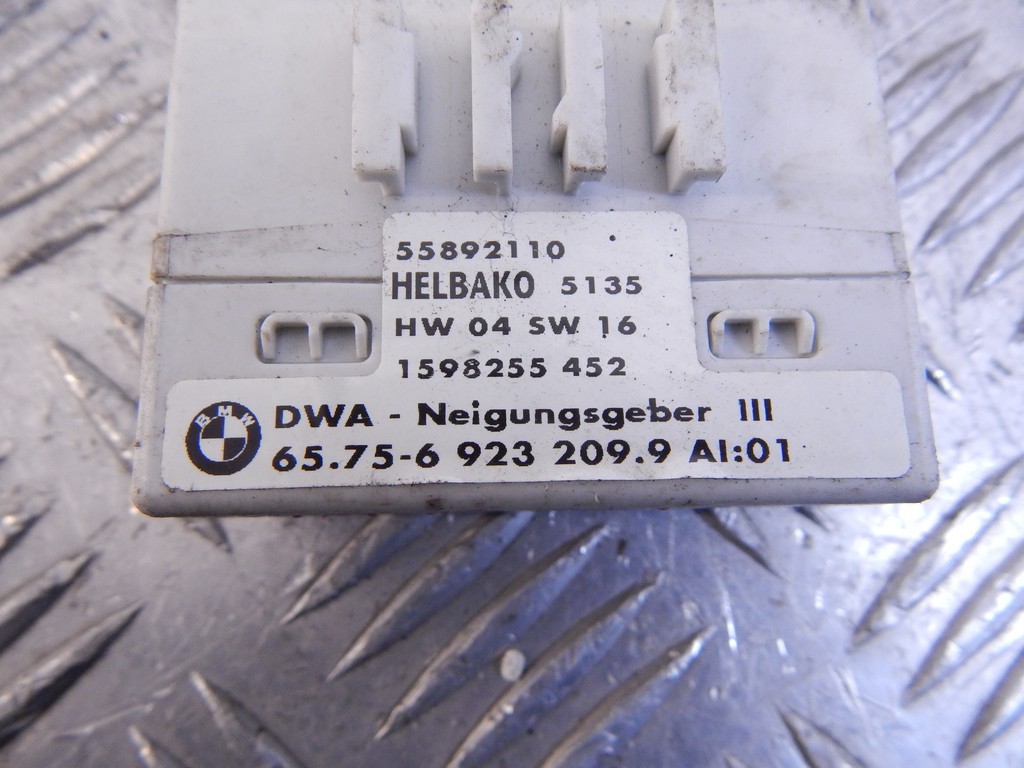 55892110
HELBAKO 5135
HW 04 SW 16
1598255 452
BMW DWA - Neigungsgeber III
65.75-6 923 209.9 AI:01